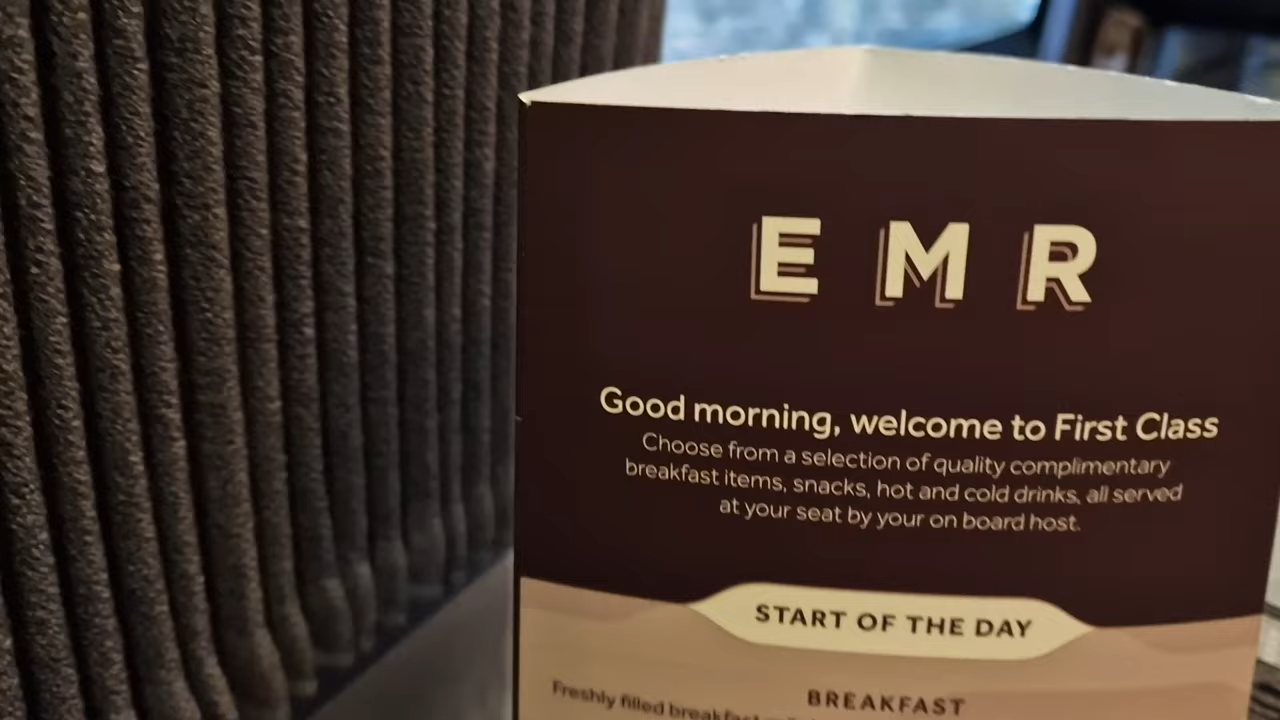 EMR
Good morning, welcome to First Class
Choose from a selection of quality complimentary
breakfast items, snacks, hot and cold drinks, all served
at your seat by your on board host.
START OF THE DAY
BREAKFAST
Freshly filled breakfast